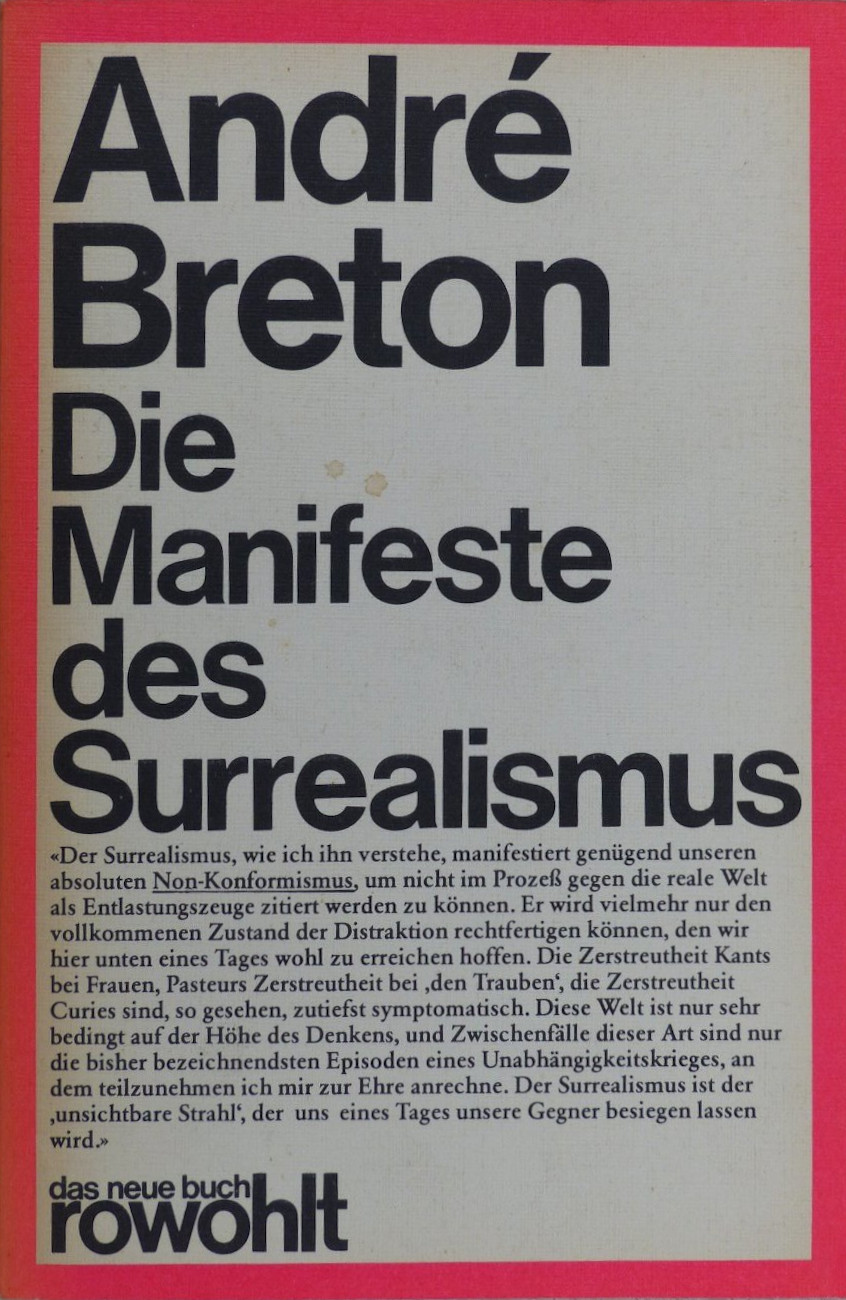 André
Breton
Die
Manifeste
des
Surrealismus
«Der Surrealismus, wie ich ihn verstehe, manifestiert genügend unseren
absoluten Non-Konformismus, um nicht im Prozeß gegen die reale Welt
als Entlastungszeuge zitiert werden zu können. Er wird vielmehr nur den
vollkommenen Zustand der Distraktion rechtfertigen können, den wir
hier unten eines Tages wohl zu erreichen hoffen. Die Zerstreutheit Kants
bei Frauen, Pasteurs Zerstreutheit bei ‚den Trauben‘, die Zerstreutheit
Curies sind, so gesehen, zutiefst symptomatisch. Diese Welt ist nur sehr
bedingt auf der Höhe des Denkens, und Zwischenfälle dieser Art sind nur
die bisher bezeichnendsten Episoden eines Unabhängigkeitskrieges, an
dem teilzunehmen ich mir zur Ehre anrechne. Der Surrealismus ist der
‚unsichtbare Strahl‘, der uns eines Tages unsere Gegner besiegen lassen
wird.»
das neue buch
rowohlt